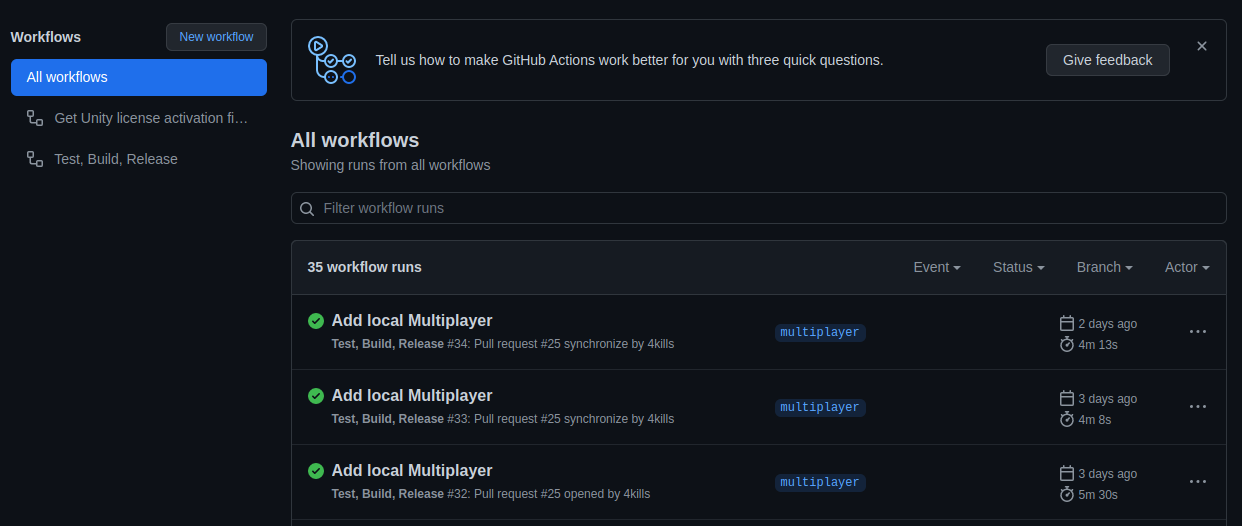 Workflows
New workflow
All workflows
Get Unity license activation fi…
Test, Build, Release
Tell us how to make GitHub Actions work better for you with three quick questions.
Give feedback
All workflows
Showing runs from all workflows
Filter workflow runs
35 workflow runs
Event
Status
Branch
Actor
Add local Multiplayer
Test, Build, Release #34: Pull request #25 synchronize by 4kills
multiplayer
2 days ago
4m 13s
Add local Multiplayer
Test, Build, Release #33: Pull request #25 synchronize by 4kills
multiplayer
3 days ago
4m 8s
Add local Multiplayer
Test, Build, Release #32: Pull request #25 opened by 4kills
multiplayer
3 days ago
5m 30s